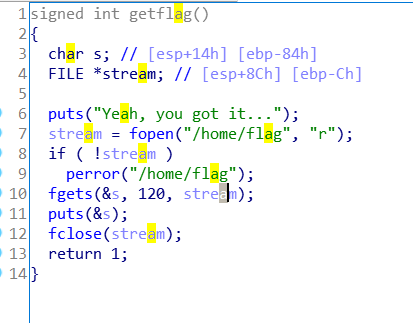 1 signed int getflag()
2 {
3   char s; // [esp+14h] [ebp-84h]
4   FILE *stream; // [esp+8Ch] [ebp-Ch]
5
6   puts("Yeah, you got it...");
7   stream = fopen("/home/flag", "r");
8   if ( !stream )
9     perror("/home/flag");
10   fgets(&s, 120, stream);
11   puts(&s);
12   fclose(stream);
13   return 1;
14 }